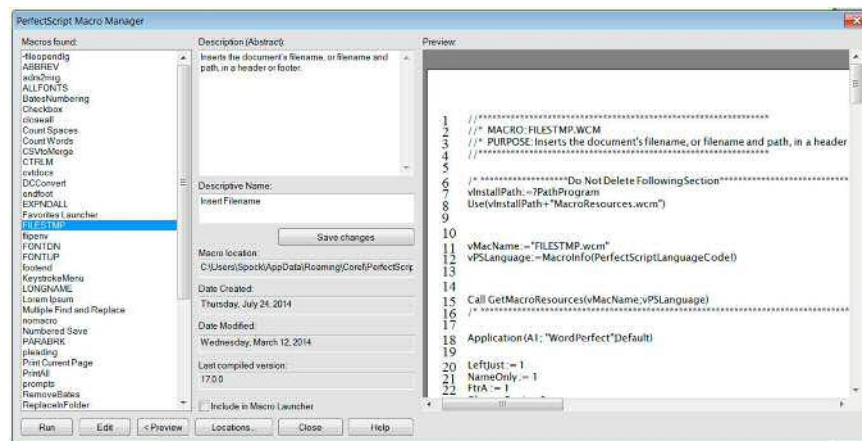 PerfectScript Macro Manager
Macros found:
-fileopendlg
ABBREV
adrs2mrg
ALLFONTS
BatesNumbering
Checkbox
closeall
Count Spaces
Count Words
CSVtoMerge
CTRLM
cvtdocs
DCConvert
endfoot
EXPNDALL
Favorites Launcher
FILESTMP
flipenv
FONTDN
FONTUP
footend
KeystrokeMenu
LONGNAME
Lorem Ipsum
Multiple Find and Replace
nomacro
Numbered Save
PARABRK
pleading
Print Current Page
PrintAll
prompts
RemoveBates
ReplaceInFolder
Description (Abstract):
Inserts the document's filename, or filename and
path, in a header or footer.
Descriptive Name:
Insert Filename
Save changes
Macro location:
C:\Users\Spock\AppData\Roaming\Corel\PerfectScrip
Date Created:
Thursday, July 24, 2014
Date Modified:
Wednesday, March 12, 2014
Last compiled version:
17.0.0
Include in Macro Launcher
Preview:
1 //**************************************************************
2 //* MACRO: FILESTMP.WCM
3 //* PURPOSE: Inserts the document's filename, or filename and path, in a header
4 //**************************************************************
5
6 /* *******************Do Not Delete Following Section****************************
7 vInstallPath:=?PathProgram
8 Use(vInstallPath+"MacroResources.wcm")
9
10
11 vMacName:="FILESTMP.wcm"
12 vPSLanguage:=MacroInfo(PerfectScriptLanguageCode!)
13
14
15 Call GetMacroResources(vMacName;vPSLanguage)
16 /* **************************************************************************
17
18 Application(A1; "WordPerfect"Default)
19
20 LeftJust:= 1
21 NameOnly:= 1
22 FtrA := 1
Run
Edit
< Preview
Locations...
Close
Help